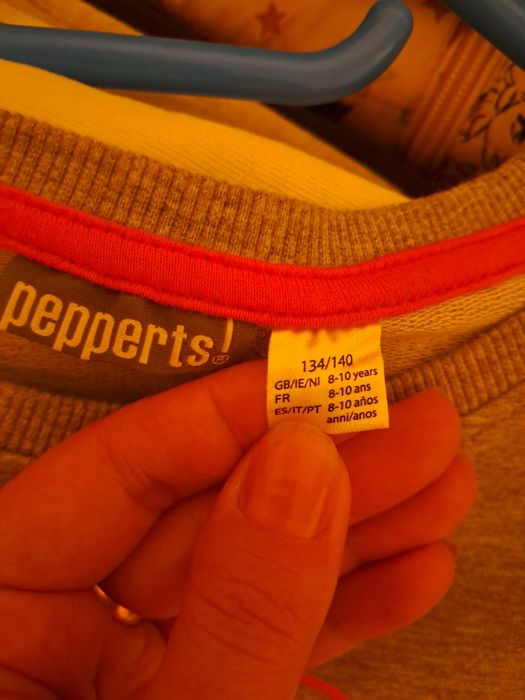 pepperts!®
134/140
GB/IE/NI 8-10 years
FR 8-10 ans
ES/IT/PT 8-10 años
anni/anos